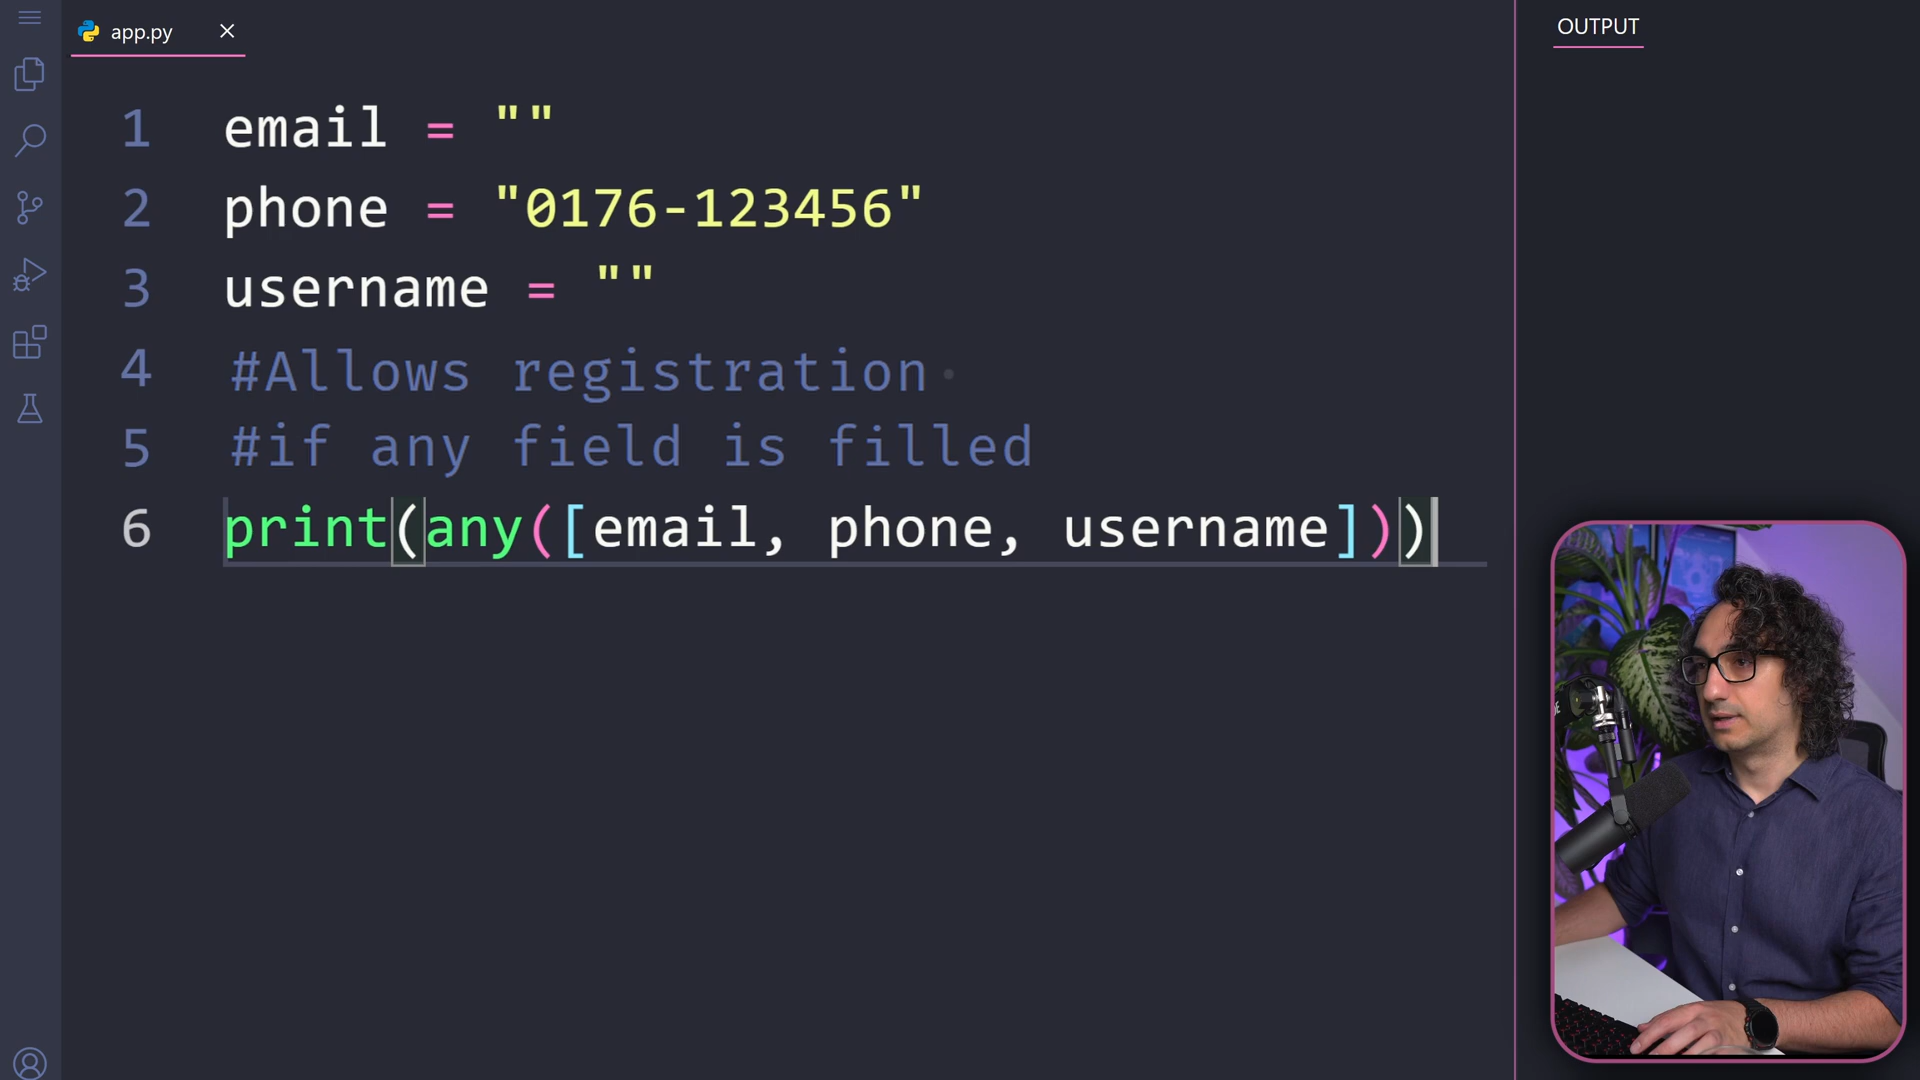 app.py
OUTPUT
1 email = ""
2 phone = "0176-123456"
3 username = ""
4 #Allows registration
5 #if any field is filled
6 print(any([email, phone, username]))